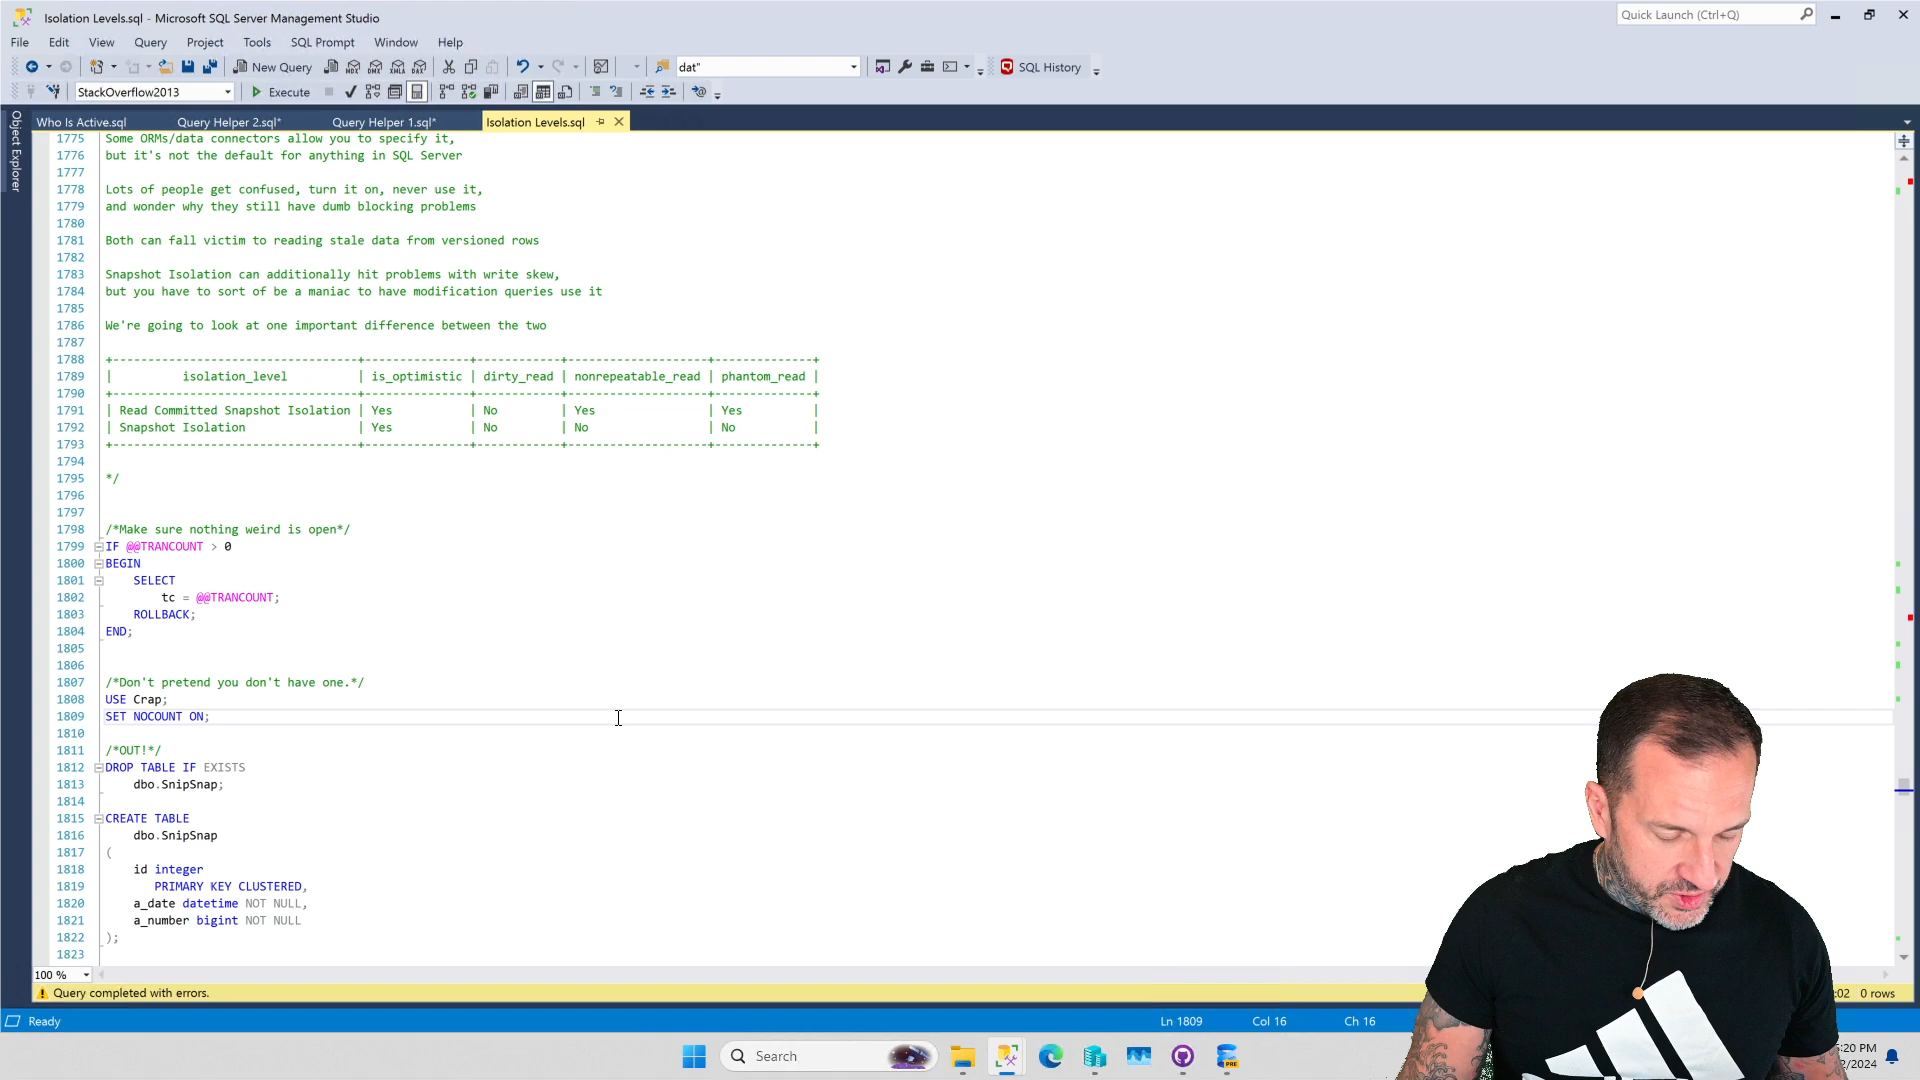 Isolation Levels.sql - Microsoft SQL Server Management Studio
Quick Launch (Ctrl+Q)
File Edit View Query Project Tools SQL Prompt Window Help
New Query
MDX DMX XMLA DAX
dat"
SQL History
StackOverflow2013
Execute
Object Explorer
Who Is Active.sql Query Helper 2.sql* Query Helper 1.sql* Isolation Levels.sql
1775 Some ORMs/data connectors allow you to specify it,
1776 but it's not the default for anything in SQL Server
1777
1778 Lots of people get confused, turn it on, never use it,
1779 and wonder why they still have dumb blocking problems
1780
1781 Both can fall victim to reading stale data from versioned rows
1782
1783 Snapshot Isolation can additionally hit problems with write skew,
1784 but you have to sort of be a maniac to have modification queries use it
1785
1786 We're going to look at one important difference between the two
1787
1788 +-----------------------------------+---------------+------------+--------------------+--------------+
1789 | isolation_level | is_optimistic | dirty_read | nonrepeatable_read | phantom_read |
1790 +-----------------------------------+---------------+------------+--------------------+--------------+
1791 | Read Committed Snapshot Isolation | Yes | No | Yes | Yes |
1792 | Snapshot Isolation | Yes | No | No | No |
1793 +-----------------------------------+---------------+------------+--------------------+--------------+
1794
1795 */
1796
1797
1798 /*Make sure nothing weird is open*/
1799 IF @@TRANCOUNT > 0
1800 BEGIN
1801 SELECT
1802 tc = @@TRANCOUNT;
1803 ROLLBACK;
1804 END;
1805
1806
1807 /*Don't pretend you don't have one.*/
1808 USE Crap;
1809 SET NOCOUNT ON;
1810
1811 /*OUT!*/
1812 DROP TABLE IF EXISTS
1813 dbo.SnipSnap;
1814
1815 CREATE TABLE
1816 dbo.SnipSnap
1817 (
1818 id integer
1819 PRIMARY KEY CLUSTERED,
1820 a_date datetime NOT NULL,
1821 a_number bigint NOT NULL
1822 );
1823
100 %
Query completed with errors.
:02 0 rows
Ready
Ln 1809 Col 16 Ch 16
Search
PRE
:20 PM
/2024